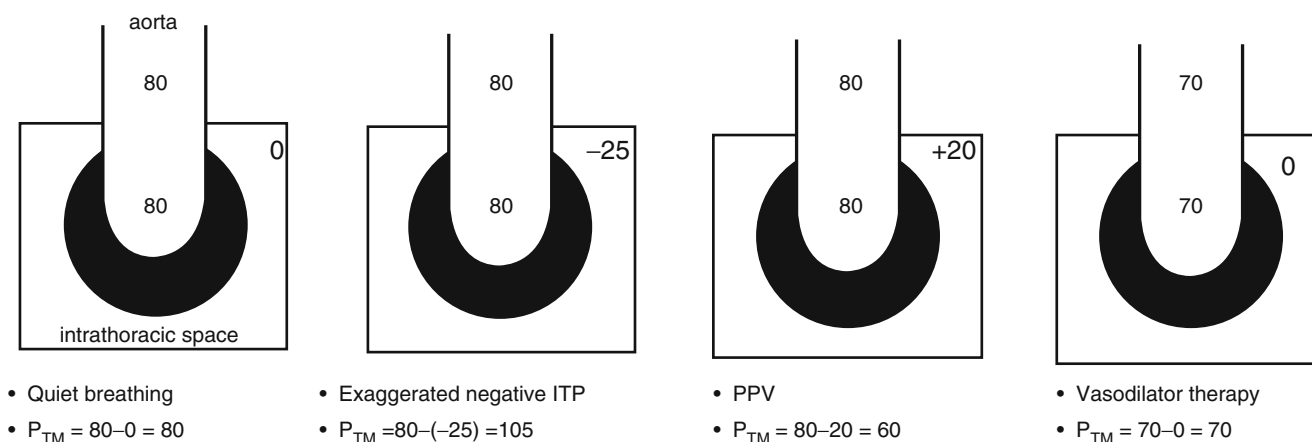 aorta
80
80
0
intrathoracic space
• Quiet breathing
• P_TM = 80–0 = 80
80
–25
80
• Exaggerated negative ITP
• P_TM =80–(–25) =105
80
+20
80
• PPV
• P_TM = 80–20 = 60
70
0
70
• Vasodilator therapy
• P_TM = 70–0 = 70